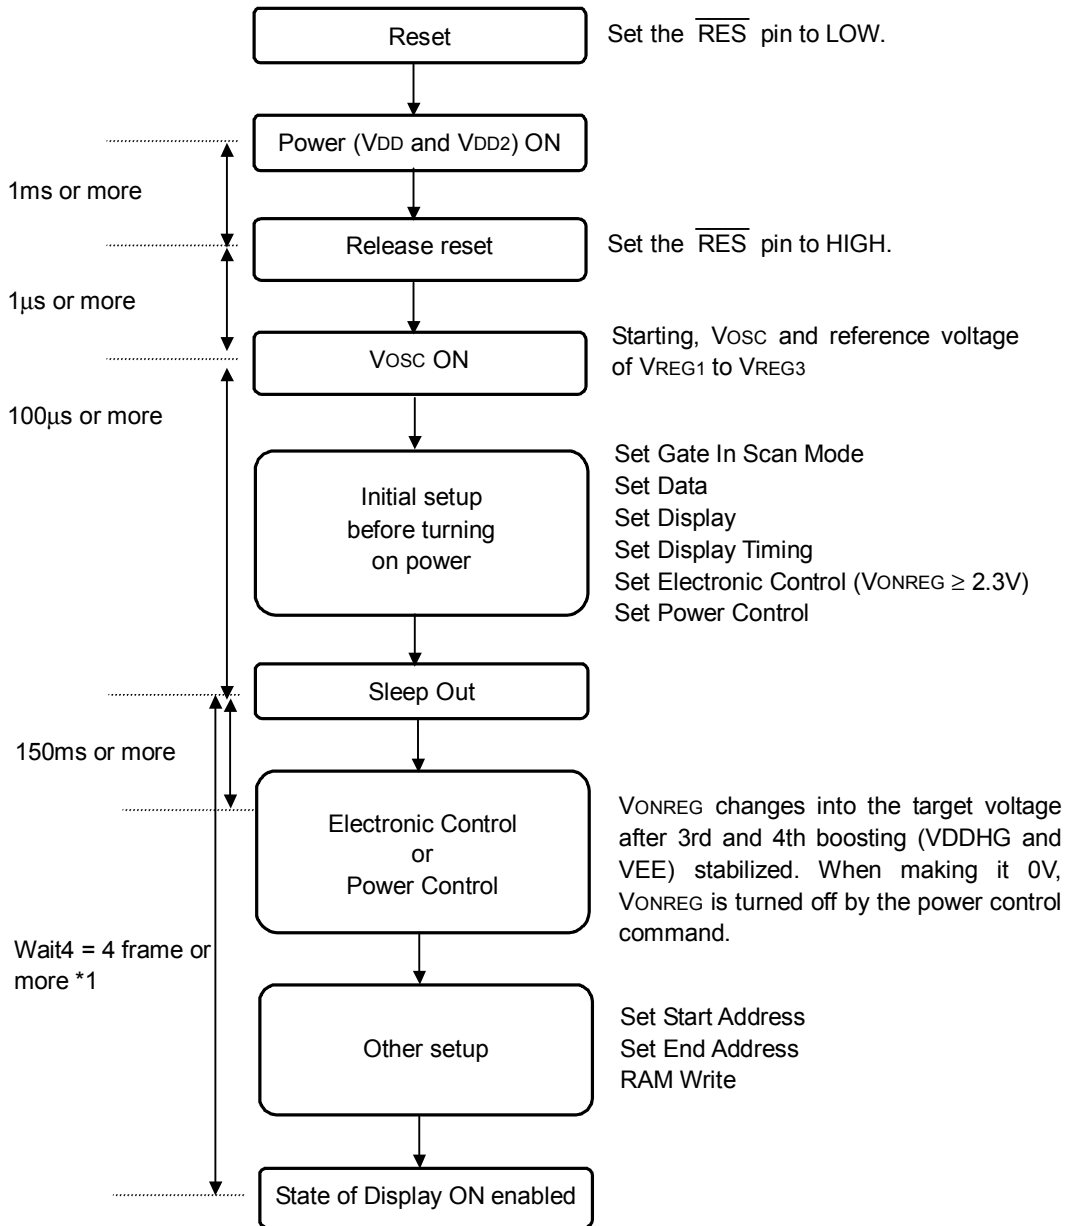 Reset
Set the RES pin to LOW.
Power (VDD and VDD2) ON
1ms or more
Release reset
Set the RES pin to HIGH.
1μs or more
VOSC ON
Starting, VOSC and reference voltage
of VREG1 to VREG3
100μs or more
Initial setup
before turning
on power
Set Gate In Scan Mode
Set Data
Set Display
Set Display Timing
Set Electronic Control (VONREG ≥ 2.3V)
Set Power Control
Sleep Out
150ms or more
Electronic Control
or
Power Control
VONREG changes into the target voltage
after 3rd and 4th boosting (VDDHG and
VEE) stabilized. When making it 0V,
VONREG is turned off by the power control
command.
Wait4 = 4 frame or
more *1
Other setup
Set Start Address
Set End Address
RAM Write
State of Display ON enabled